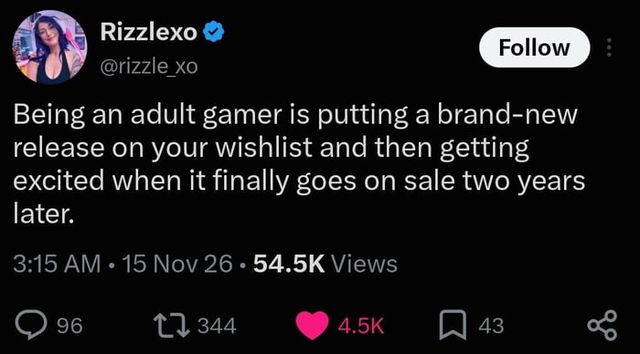 Rizzlexo
@rizzle_xo
Follow
Being an adult gamer is putting a brand-new
release on your wishlist and then getting
excited when it finally goes on sale two years
later.
3:15 AM • 15 Nov 26 • 54.5K Views
96 344 4.5K 43